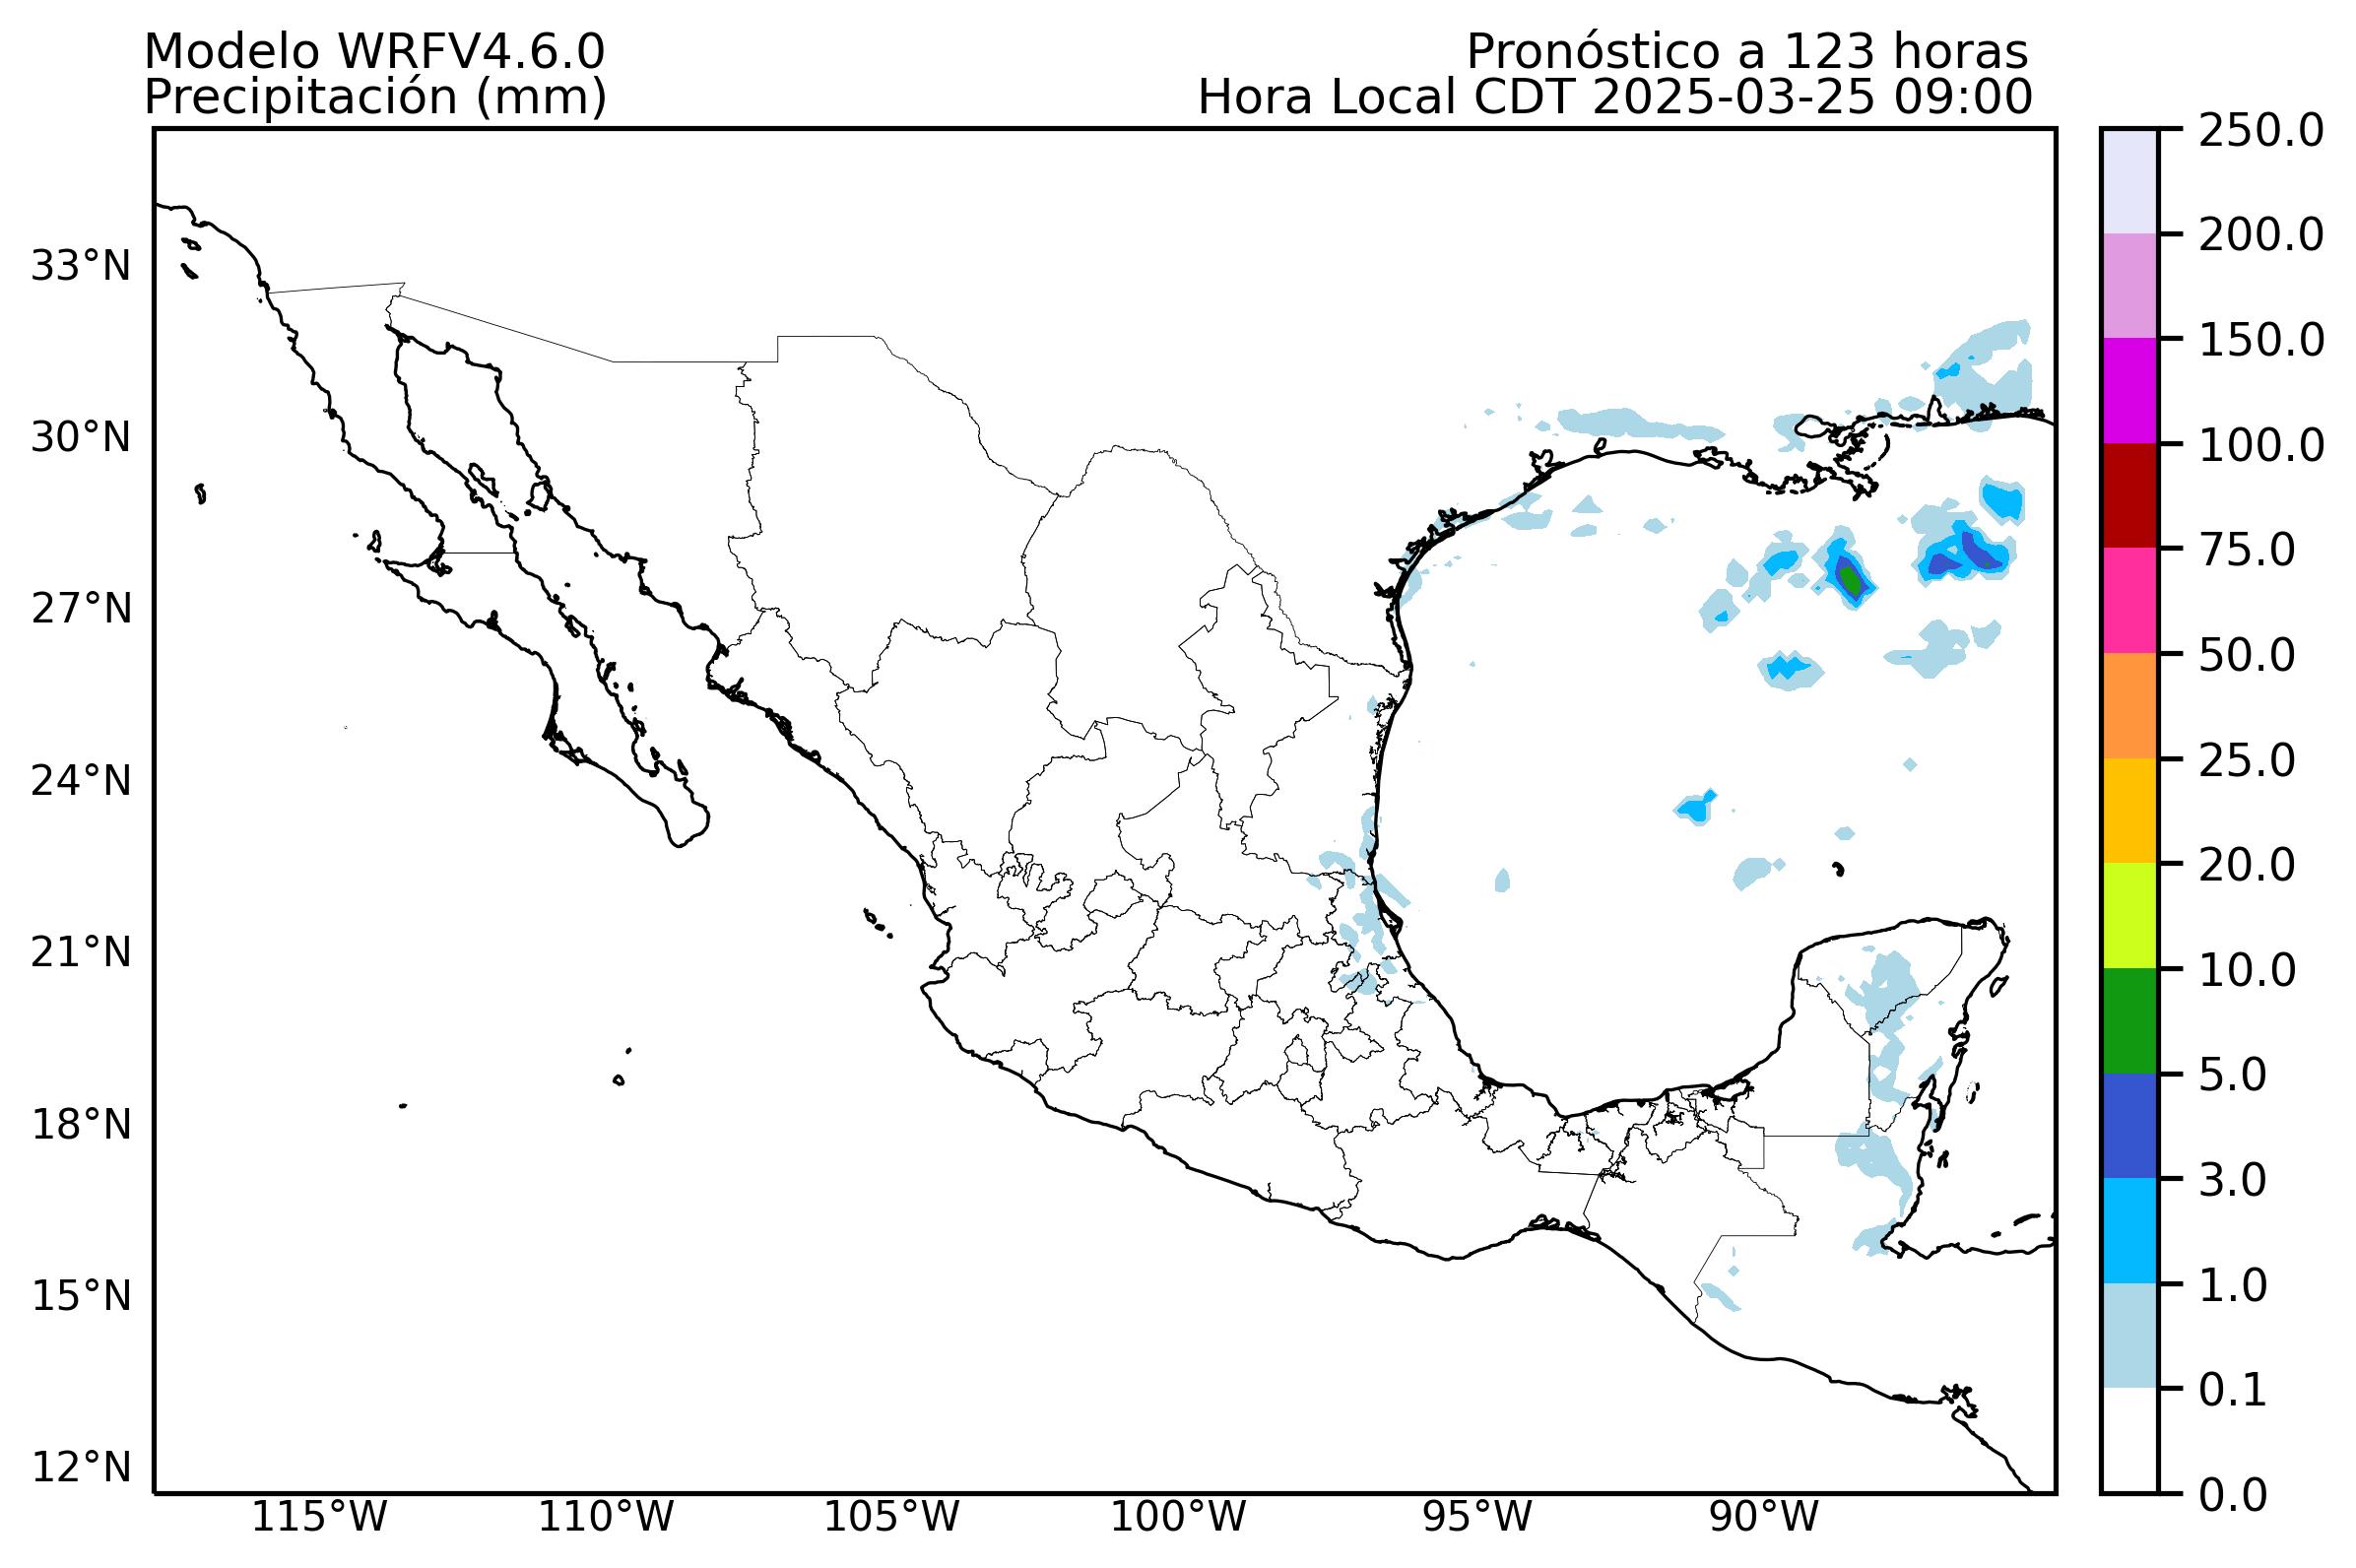 Modelo WRFV4.6.0
Pronóstico a 123 horas
Precipitación (mm)
Hora Local CDT 2025-03-25 09:00
33°N
30°N
27°N
24°N
21°N
18°N
15°N
12°N
115°W
110°W
105°W
100°W
95°W
90°W
250.0
200.0
150.0
100.0
75.0
50.0
25.0
20.0
10.0
5.0
3.0
1.0
0.1
0.0